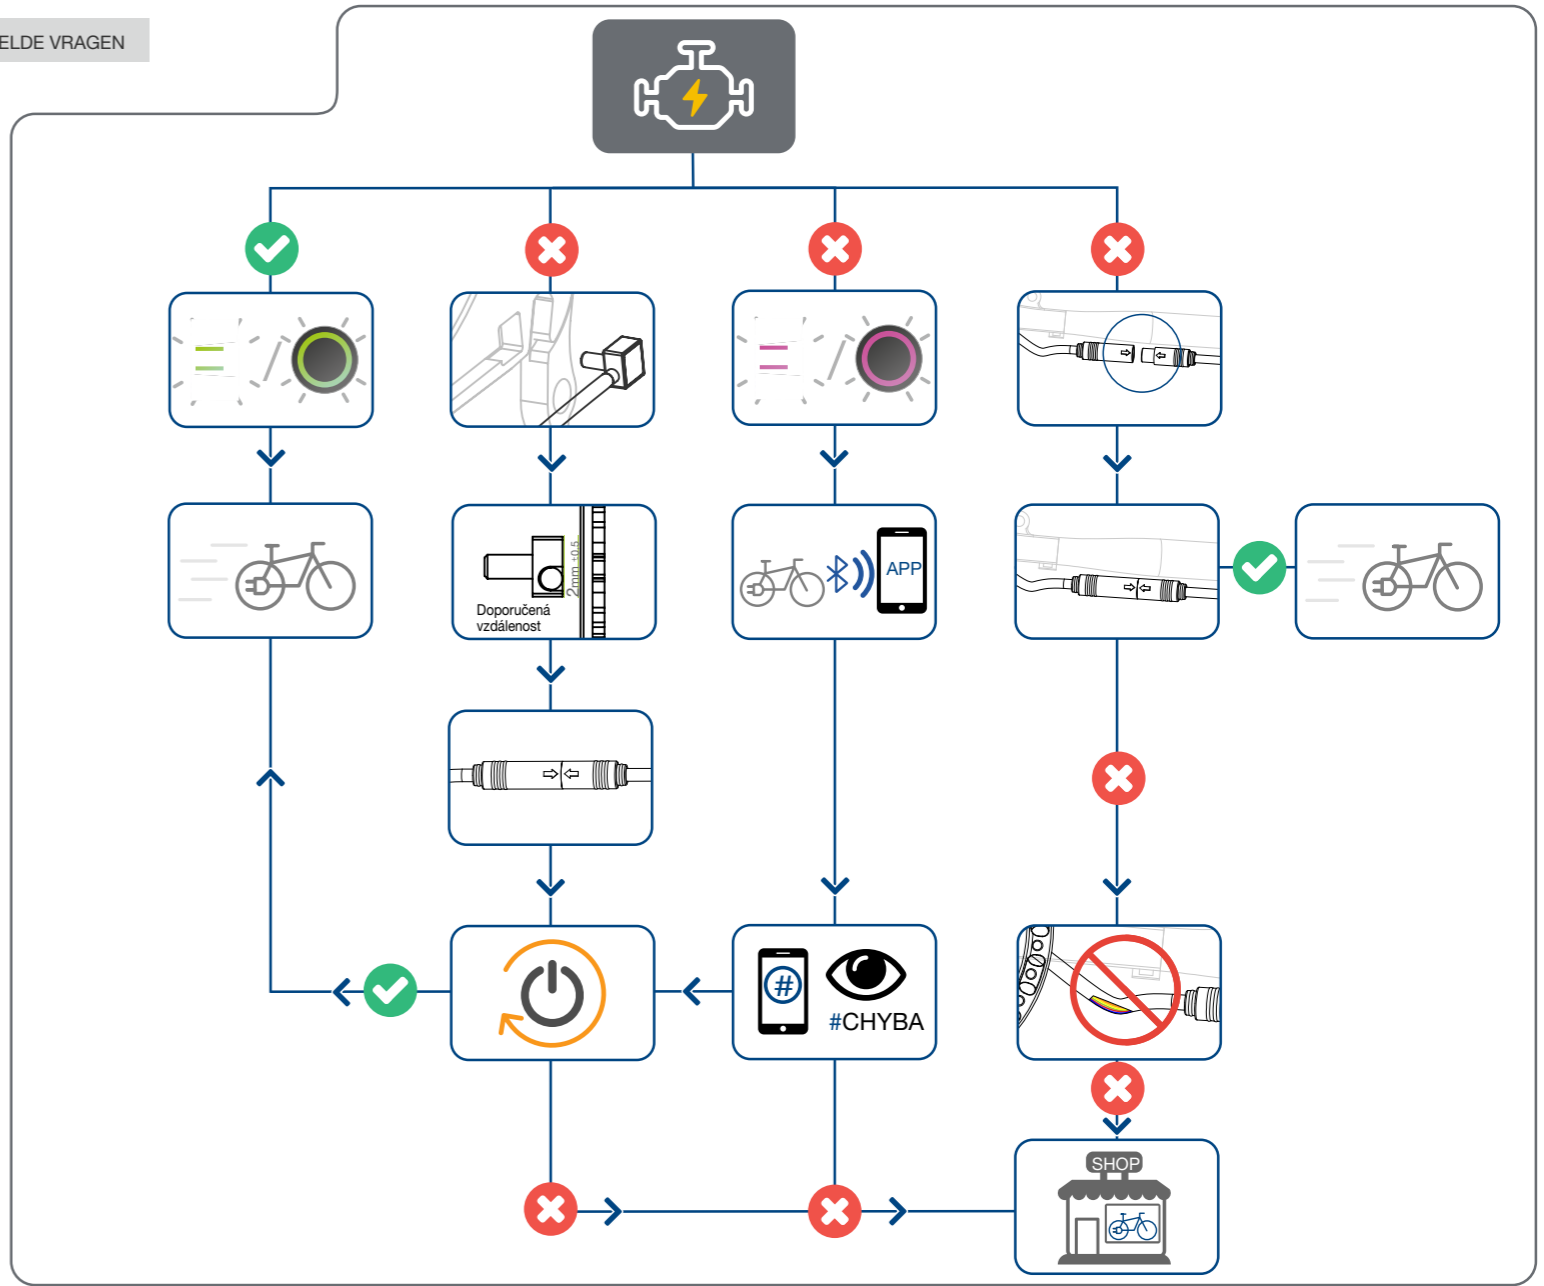 ELDE VRAGEN
2mm ±0.5
Doporučená
vzdálenost
APP
#
#CHYBA
SHOP